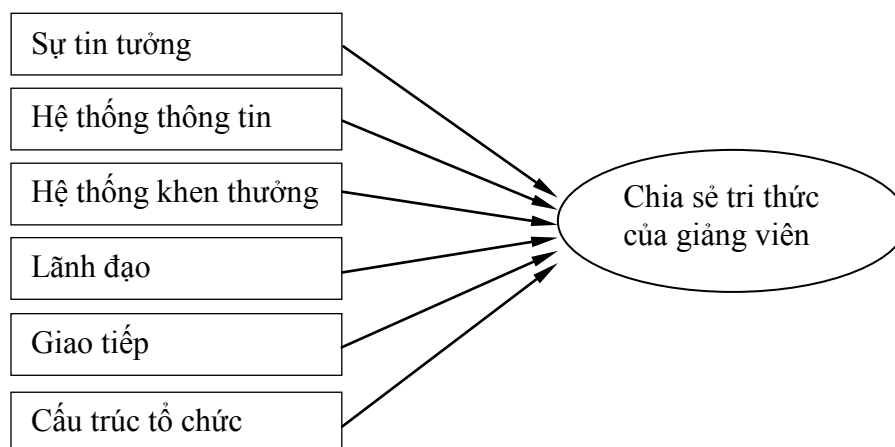 Sự tin tưởng
Hệ thống thông tin
Hệ thống khen thưởng
Lãnh đạo
Giao tiếp
Cấu trúc tổ chức
Chia sẻ tri thức
của giảng viên